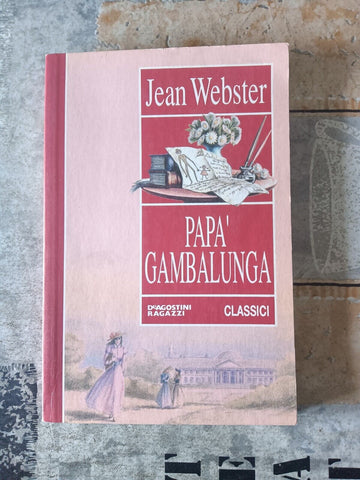 Jean Webster
PAPA'
GAMBALUNGA
DeAGOSTINI
RAGAZZI
CLASSICI